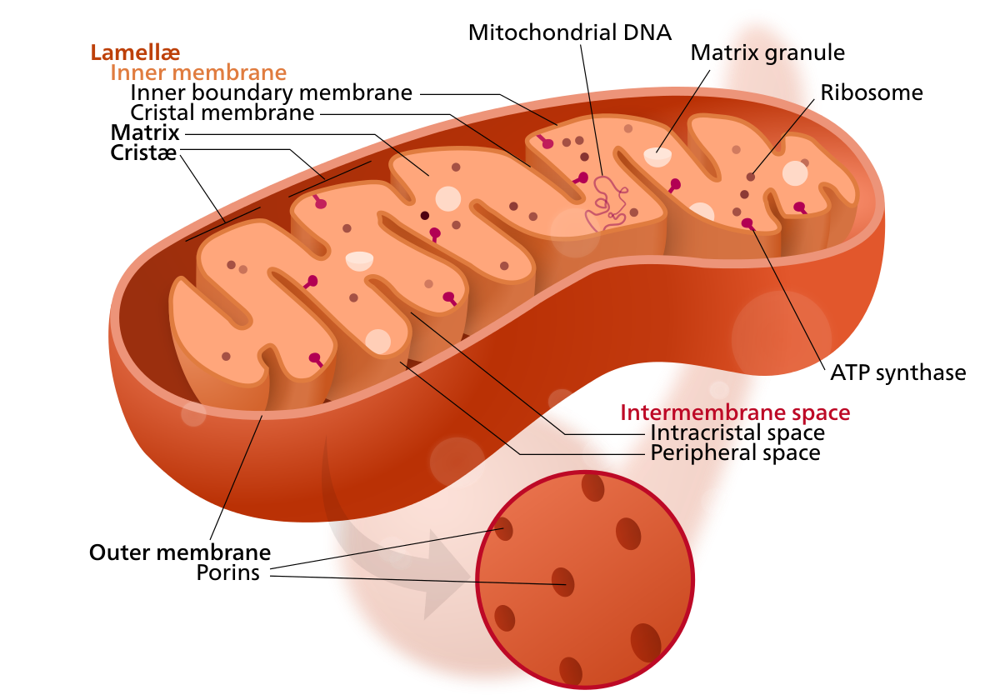 Mitochondrial DNA
Matrix granule
Ribosome
Lamellæ
Inner membrane
Inner boundary membrane
Cristal membrane
Matrix
Cristæ
ATP synthase
Intermembrane space
Intracristal space
Peripheral space
Outer membrane
Porins